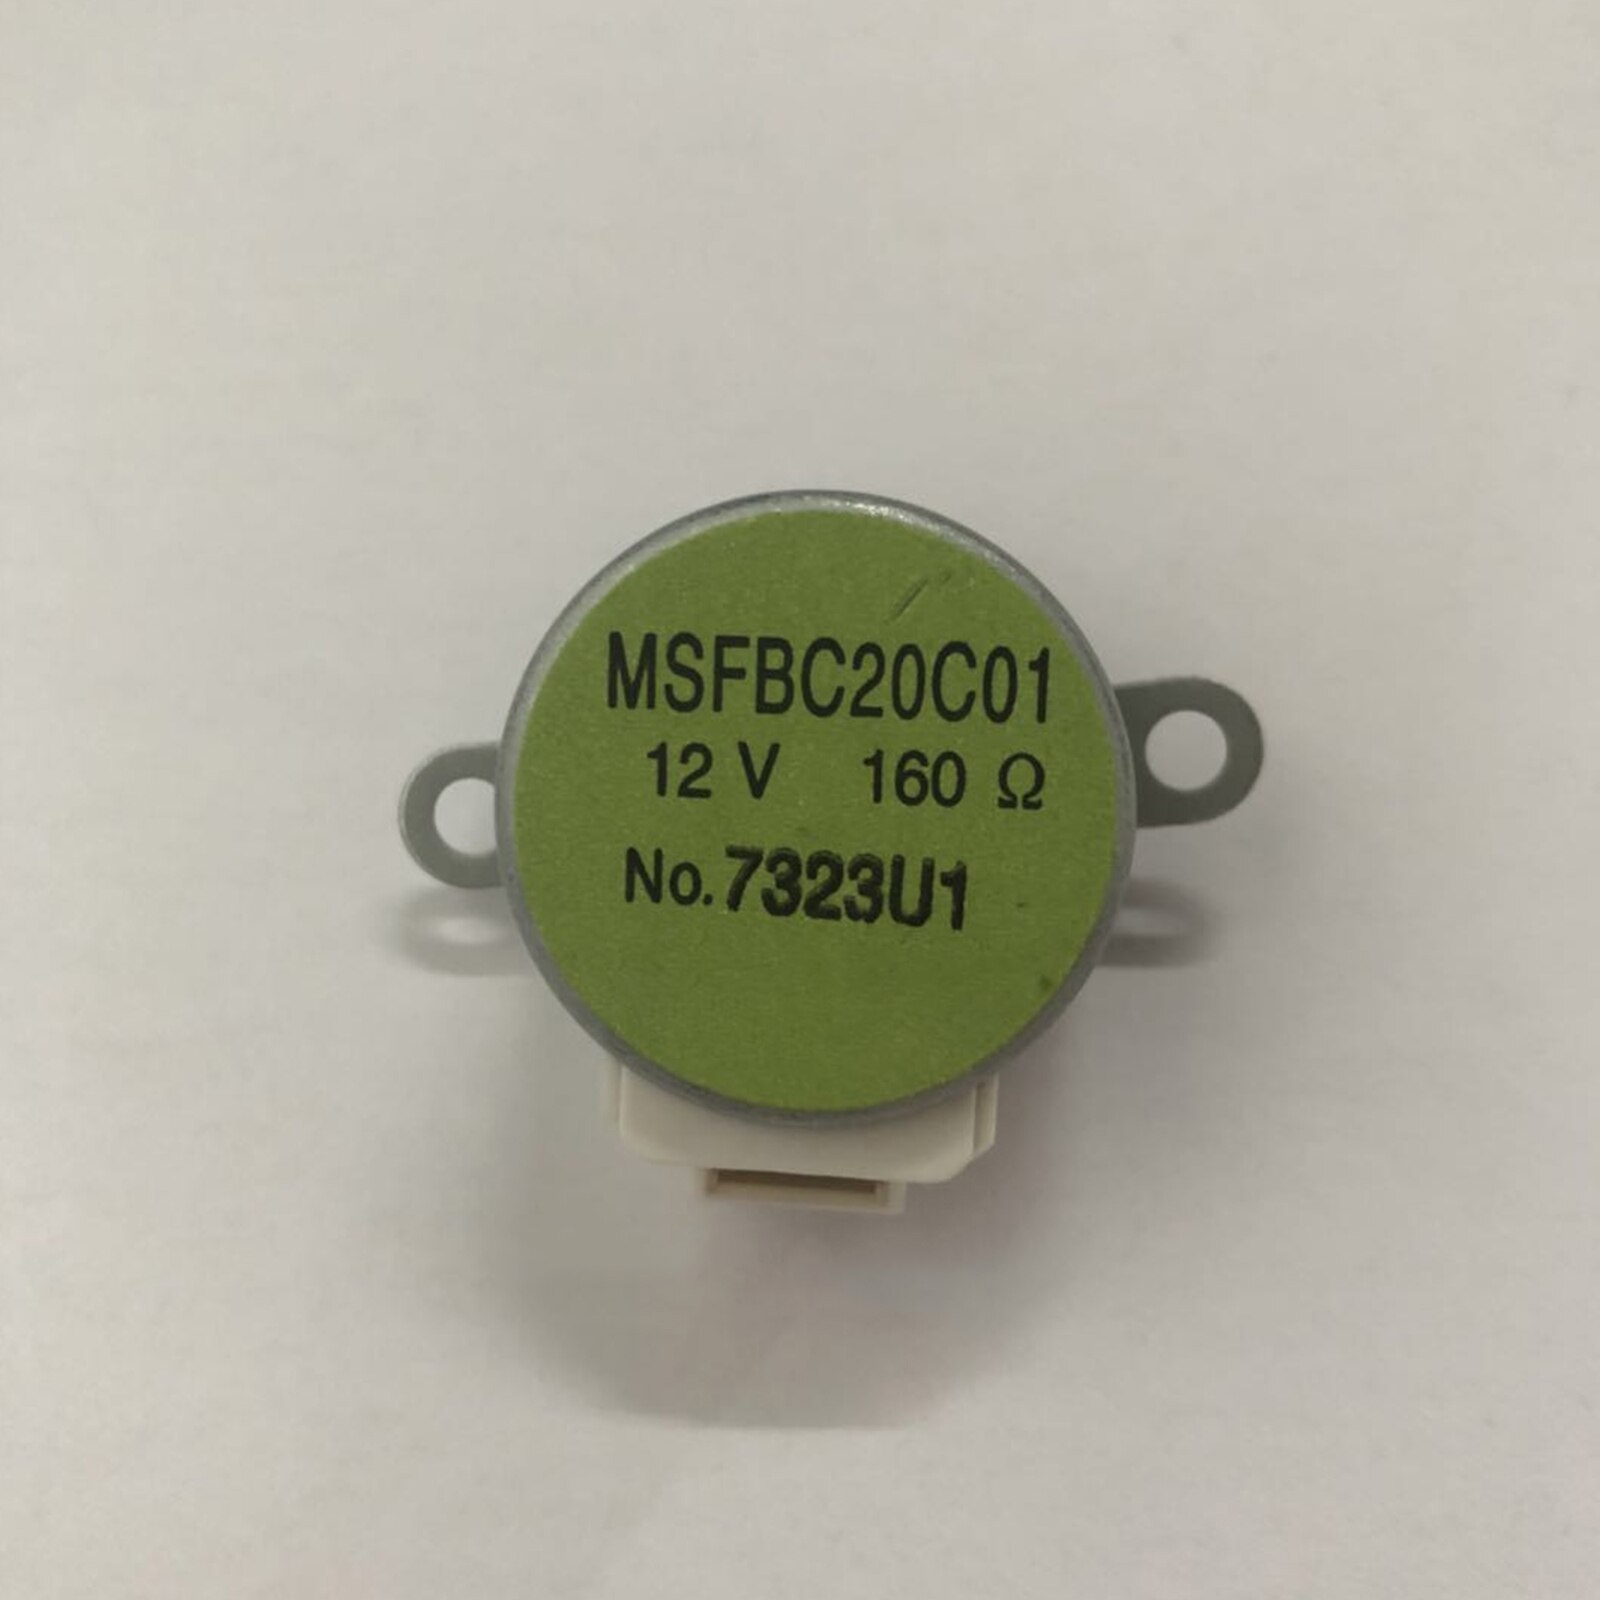 MSFBC20C01
12 V 160 Ω
No. 7323U1